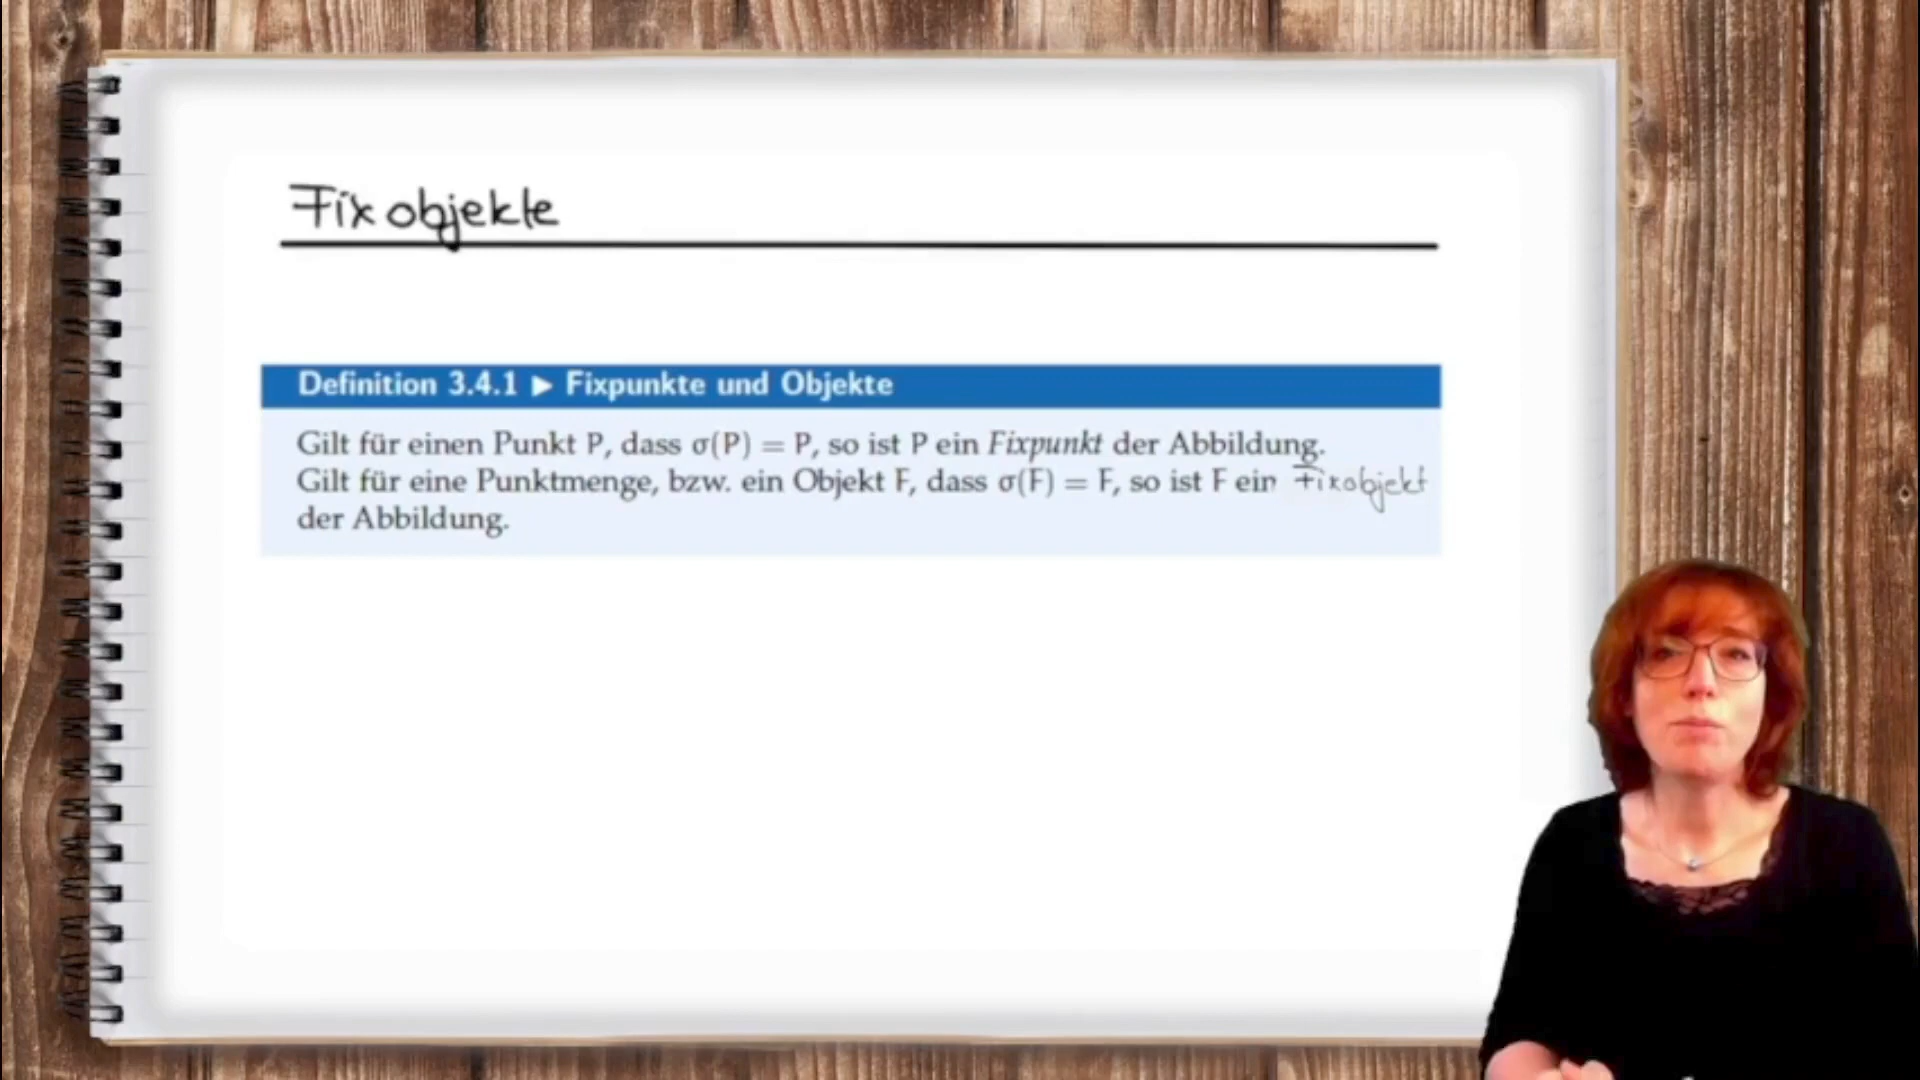 Fixobjekte
Definition 3.4.1 ▶ Fixpunkte und Objekte
Gilt für einen Punkt P, dass σ(P) = P, so ist P ein Fixpunkt der Abbildung.
Gilt für eine Punktmenge, bzw. ein Objekt F, dass σ(F) = F, so ist F ein Fixobjekt
der Abbildung.